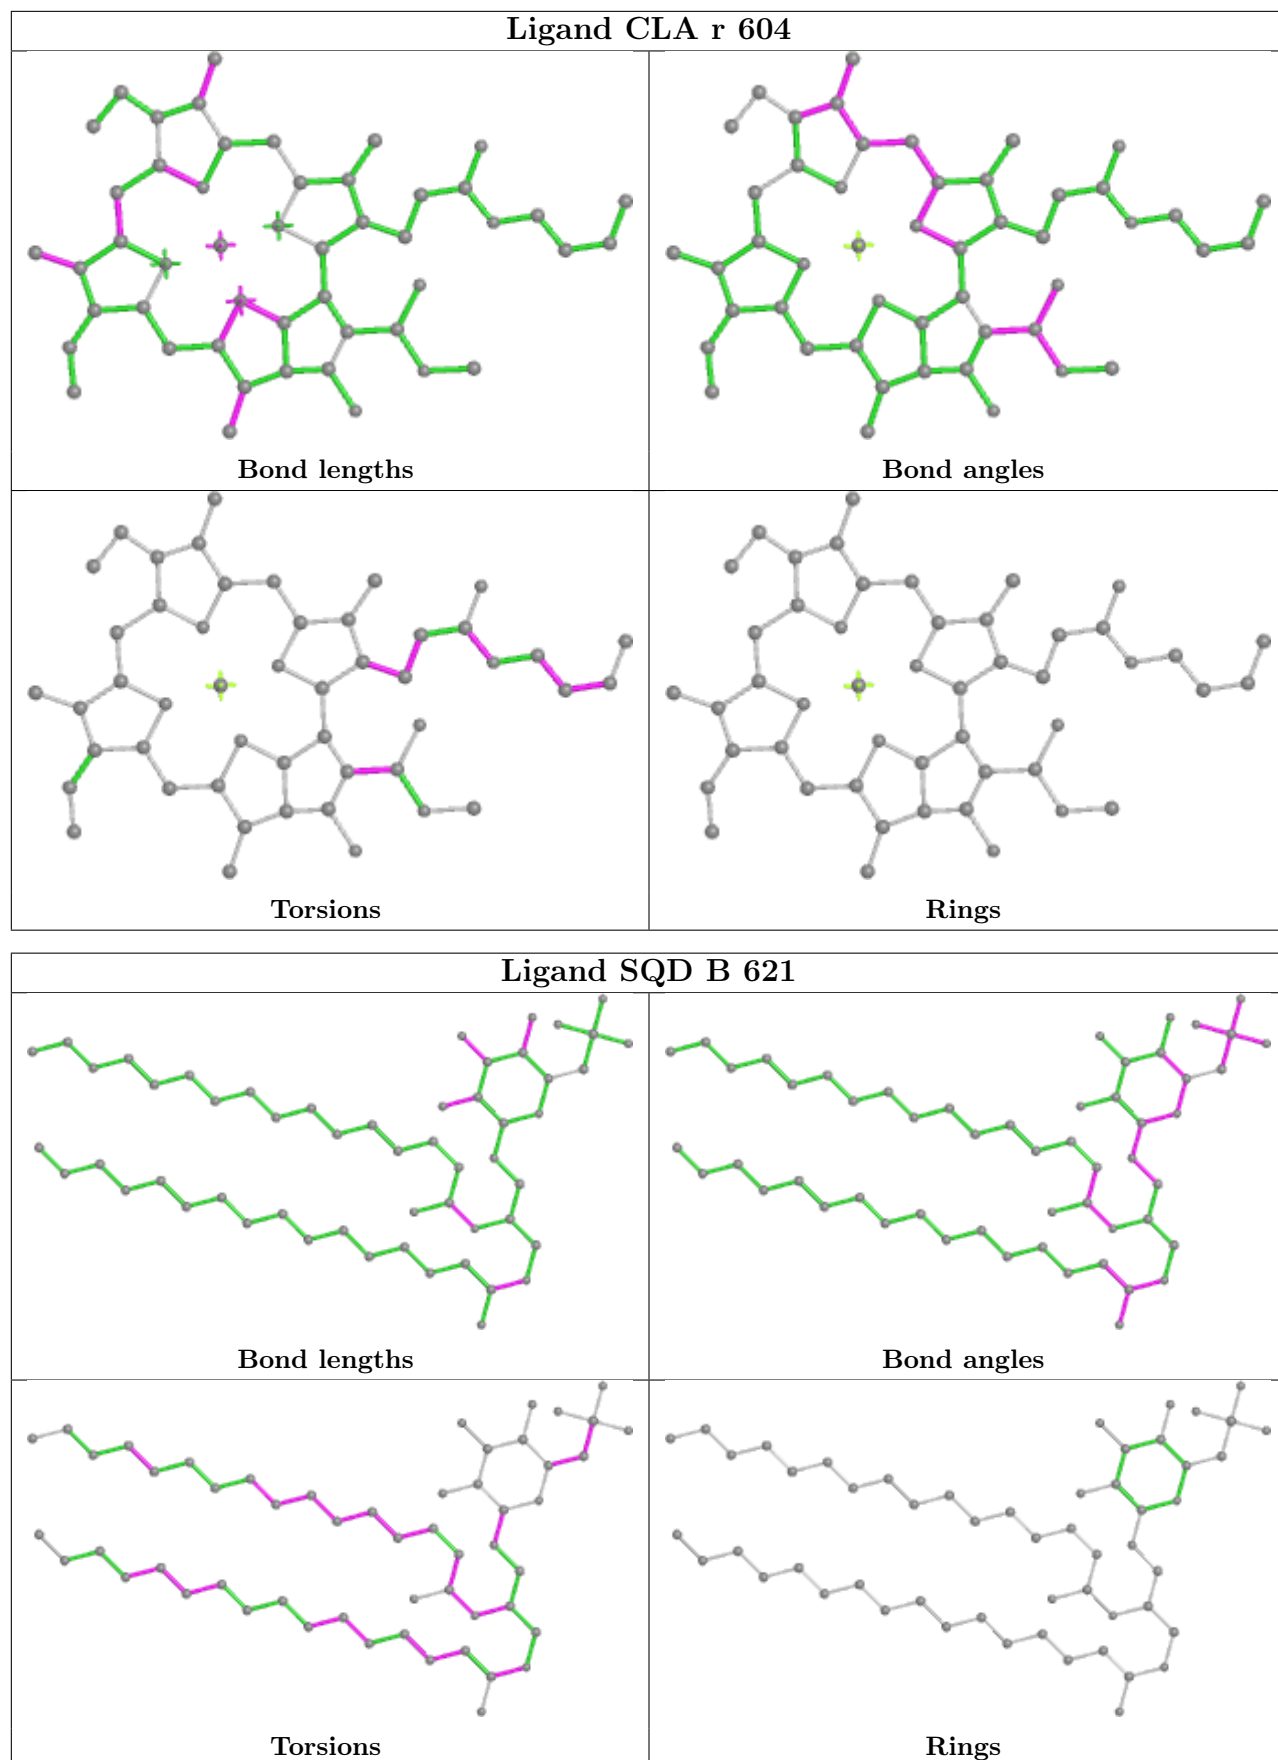 Ligand CLA r 604
Bond lengths
Bond angles
Torsions
Rings
Ligand SQD B 621
Bond lengths
Bond angles
Torsions
Rings